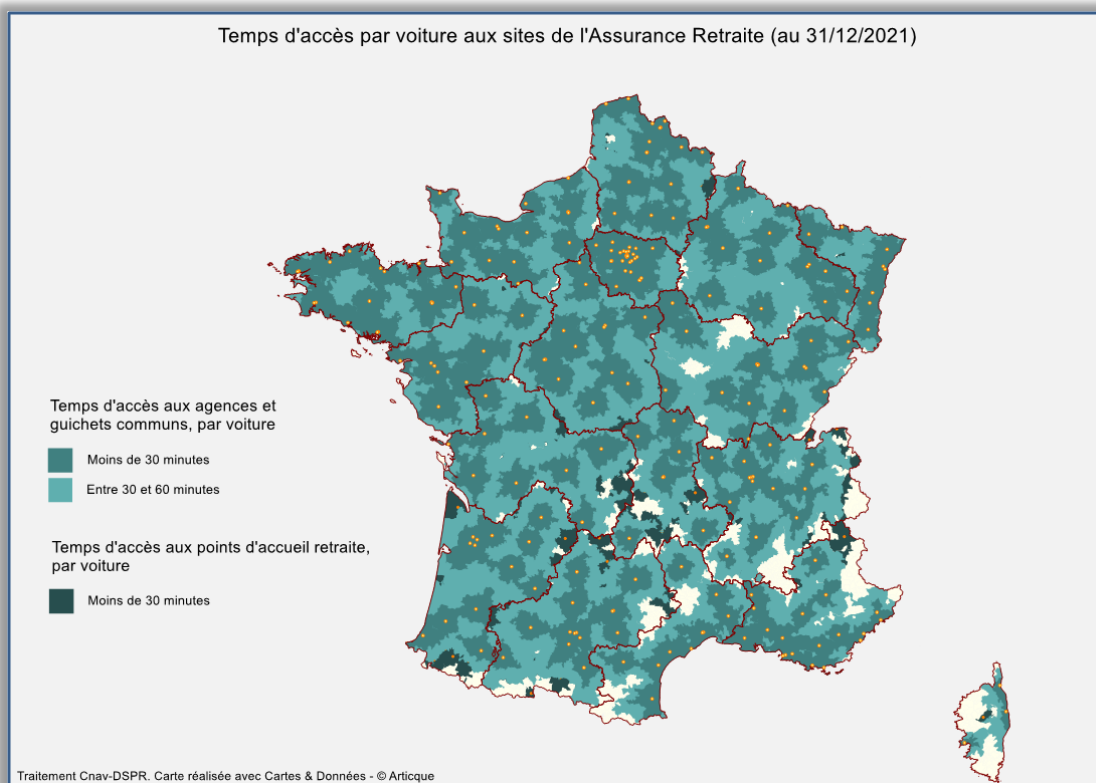 Temps d'accès par voiture aux sites de l'Assurance Retraite (au 31/12/2021)
Temps d'accès aux agences et
guichets communs, par voiture
Moins de 30 minutes
Entre 30 et 60 minutes
Temps d'accès aux points d'accueil retraite,
par voiture
Moins de 30 minutes
Traitement Cnav-DSPR. Carte réalisée avec Cartes & Données - © Articque